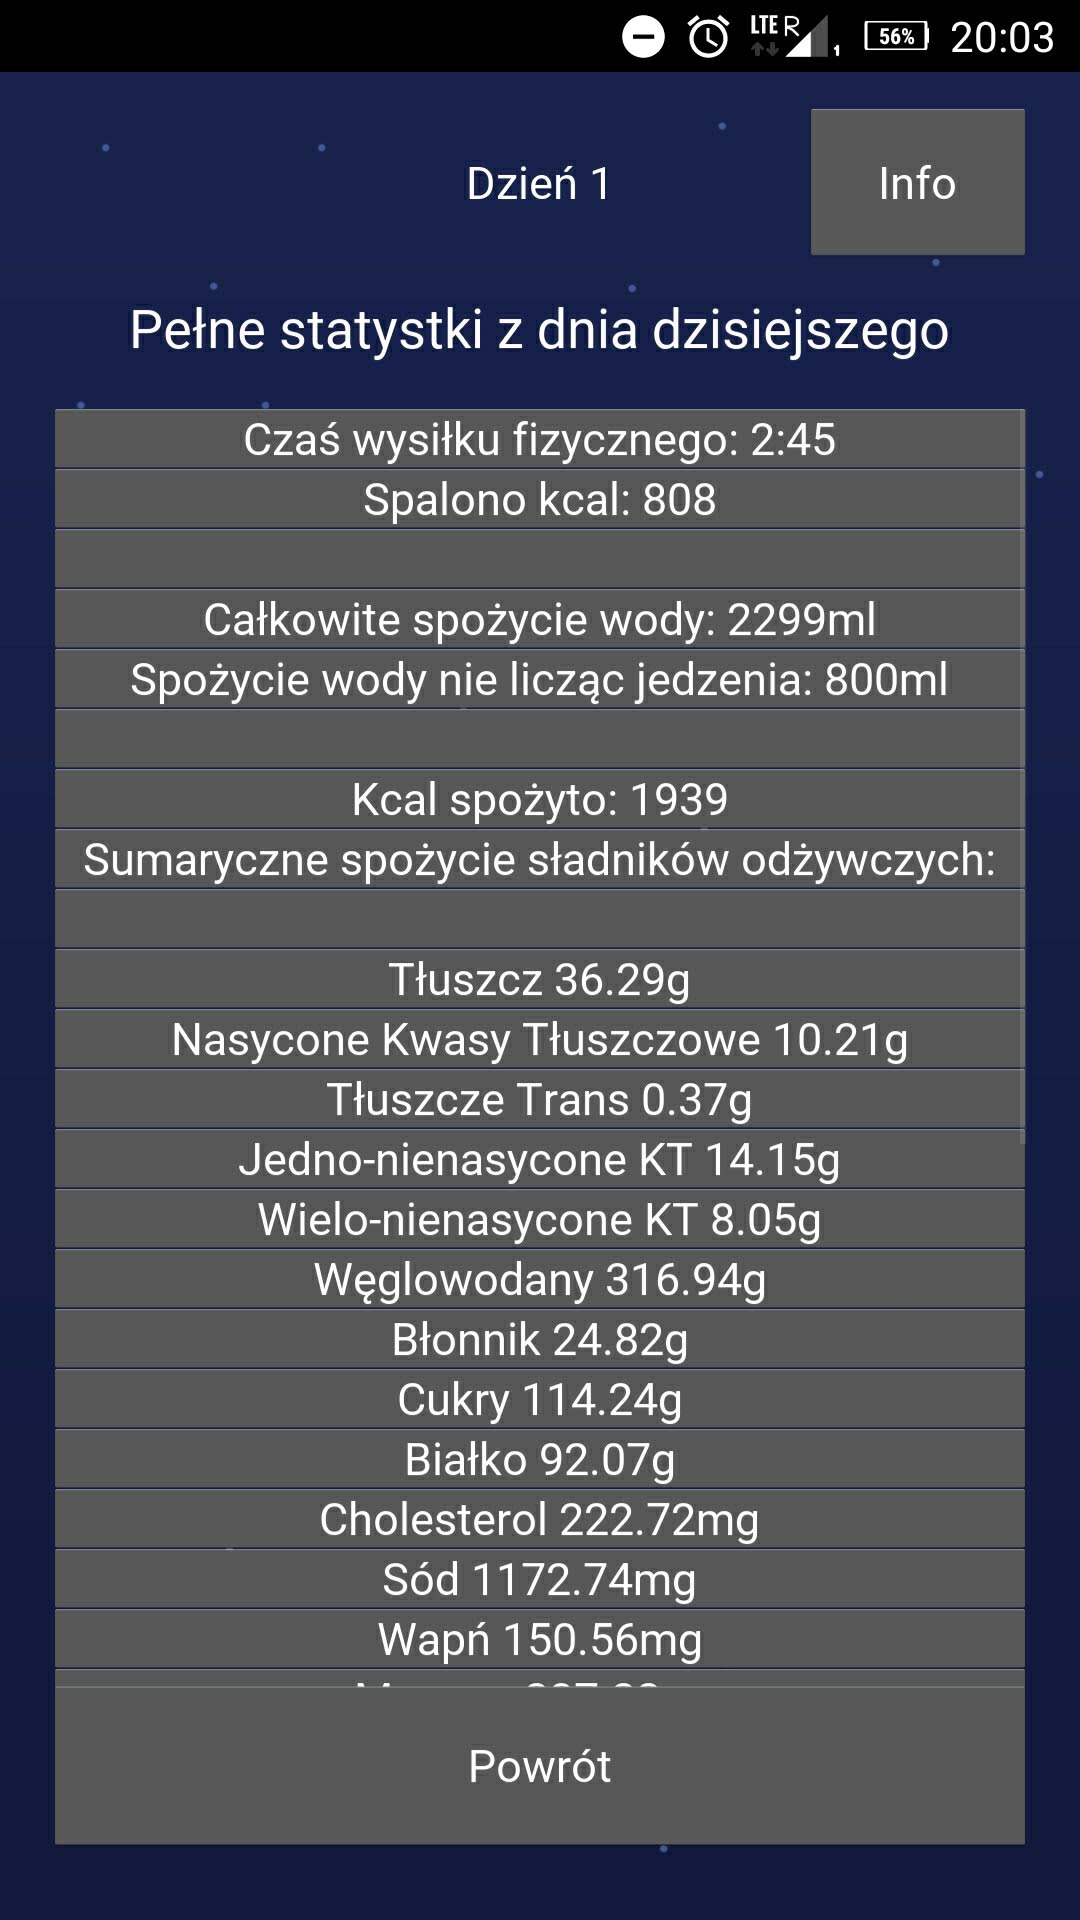 LTE R
1
56%
20:03
Dzień 1
Info
Pełne statystki z dnia dzisiejszego
Czaś wysiłku fizycznego: 2:45
Spalono kcal: 808
Całkowite spożycie wody: 2299ml
Spożycie wody nie licząc jedzenia: 800ml
Kcal spożyto: 1939
Sumaryczne spożycie sładników odżywczych:
Tłuszcz 36.29g
Nasycone Kwasy Tłuszczowe 10.21g
Tłuszcze Trans 0.37g
Jedno-nienasycone KT 14.15g
Wielo-nienasycone KT 8.05g
Węglowodany 316.94g
Błonnik 24.82g
Cukry 114.24g
Białko 92.07g
Cholesterol 222.72mg
Sód 1172.74mg
Wapń 150.56mg
Powrót